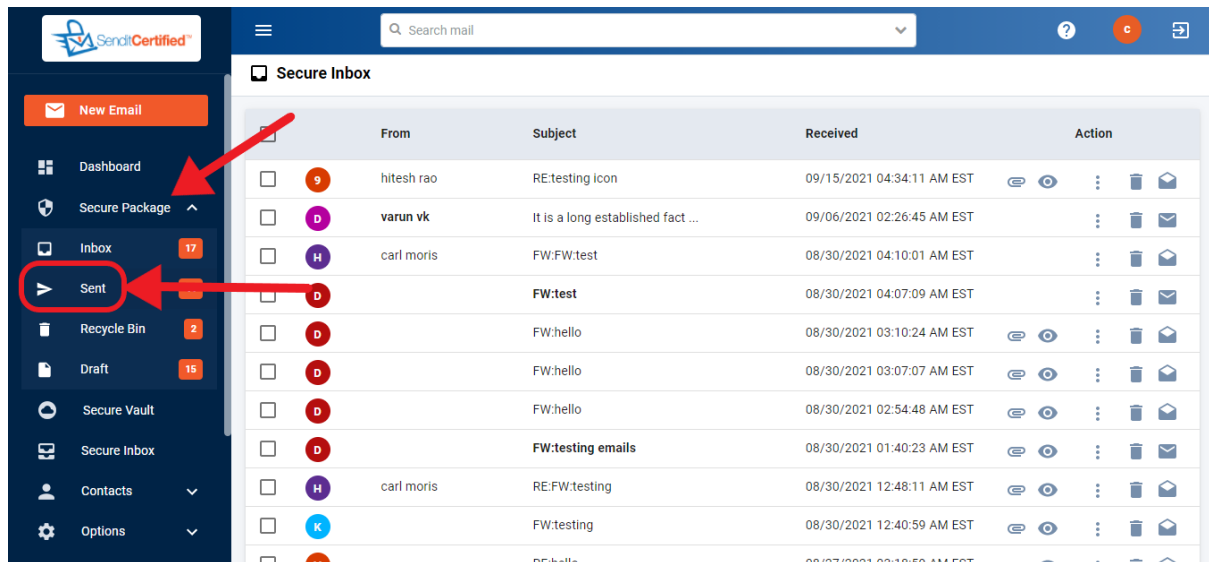 SenditCertified™
Search mail
c
Secure Inbox
New Email
Dashboard
Secure Package
Inbox 17
Sent
Recycle Bin 2
Draft 15
Secure Vault
Secure Inbox
Contacts
Options
From Subject Received Action
9 hitesh rao RE:testing icon 09/15/2021 04:34:11 AM EST
D varun vk It is a long established fact ... 09/06/2021 02:26:45 AM EST
H carl moris FW:FW:test 08/30/2021 04:10:01 AM EST
D FW:test 08/30/2021 04:07:09 AM EST
D FW:hello 08/30/2021 03:10:24 AM EST
D FW:hello 08/30/2021 03:07:07 AM EST
D FW:hello 08/30/2021 02:54:48 AM EST
D FW:testing emails 08/30/2021 01:40:23 AM EST
H carl moris RE:FW:testing 08/30/2021 12:48:11 AM EST
K FW:testing 08/30/2021 12:40:59 AM EST